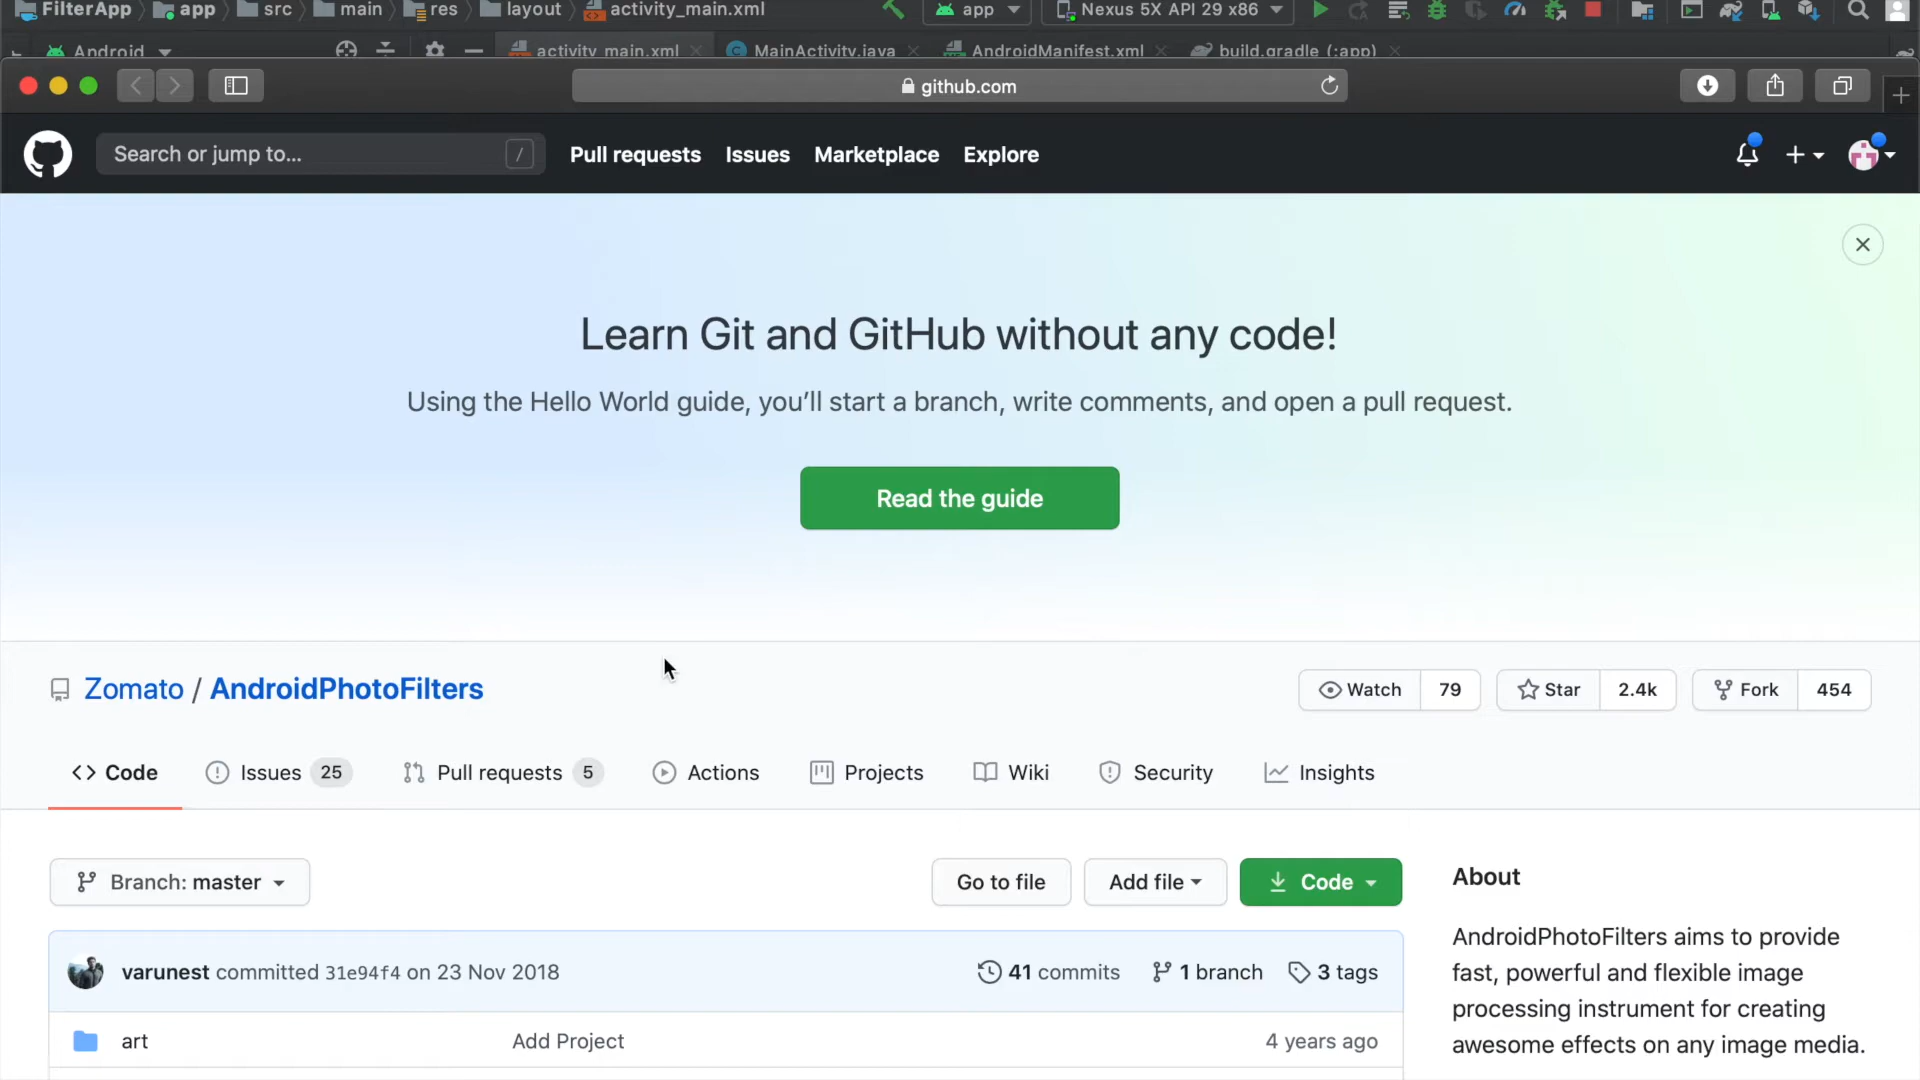 FilterApp app src main res layout activity_main.xml app Nexus 5X API 29 x86
Android activity_main.xml MainActivity.java AndroidManifest.xml build.gradle (:app)
github.com
Search or jump to... / Pull requests Issues Marketplace Explore
Learn Git and GitHub without any code!
Using the Hello World guide, you’ll start a branch, write comments, and open a pull request.
Read the guide
Zomato / AndroidPhotoFilters Watch 79 Star 2.4k Fork 454
Code Issues 25 Pull requests 5 Actions Projects Wiki Security Insights
Branch: master Go to file Add file Code
About
AndroidPhotoFilters aims to provide
fast, powerful and flexible image
processing instrument for creating
awesome effects on any image media.
varunest committed 31e94f4 on 23 Nov 2018 41 commits 1 branch 3 tags
art Add Project 4 years ago